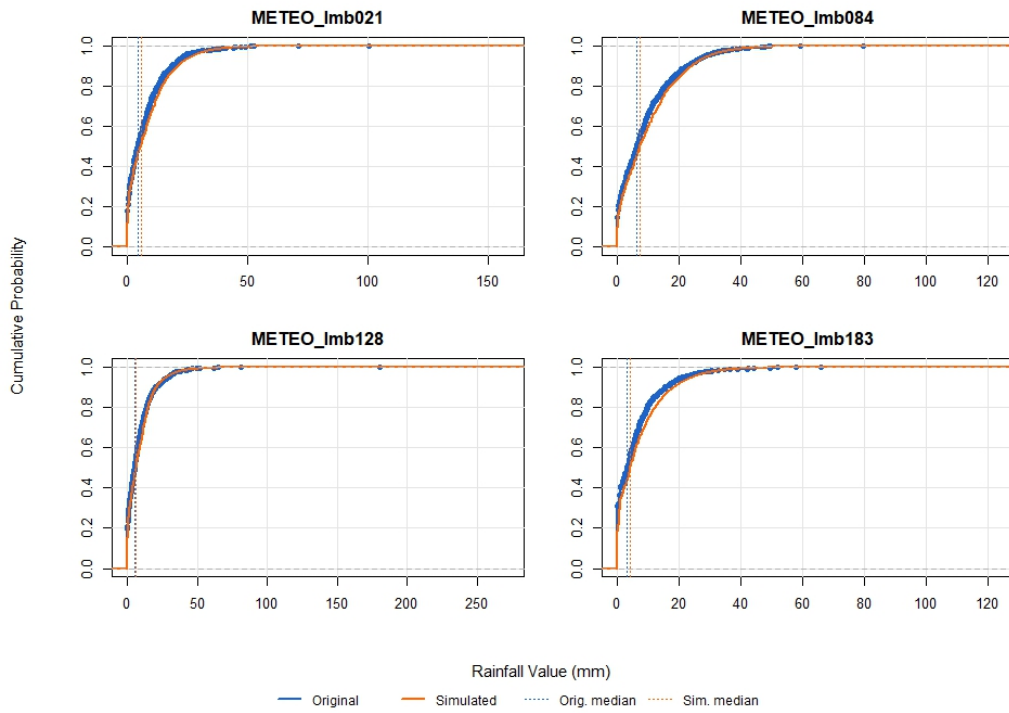 METEO_lmb021
METEO_lmb084
1.0
0.8
0.6
0.4
0.2
0.0
0 50 100 150
1.0
0.8
0.6
0.4
0.2
0.0
0 20 40 60 80 100 120
Cumulative Probability
METEO_lmb128
METEO_lmb183
1.0
0.8
0.6
0.4
0.2
0.0
0 50 100 150 200 250
1.0
0.8
0.6
0.4
0.2
0.0
0 20 40 60 80 100 120
Rainfall Value (mm)
Original Simulated Orig. median Sim. median